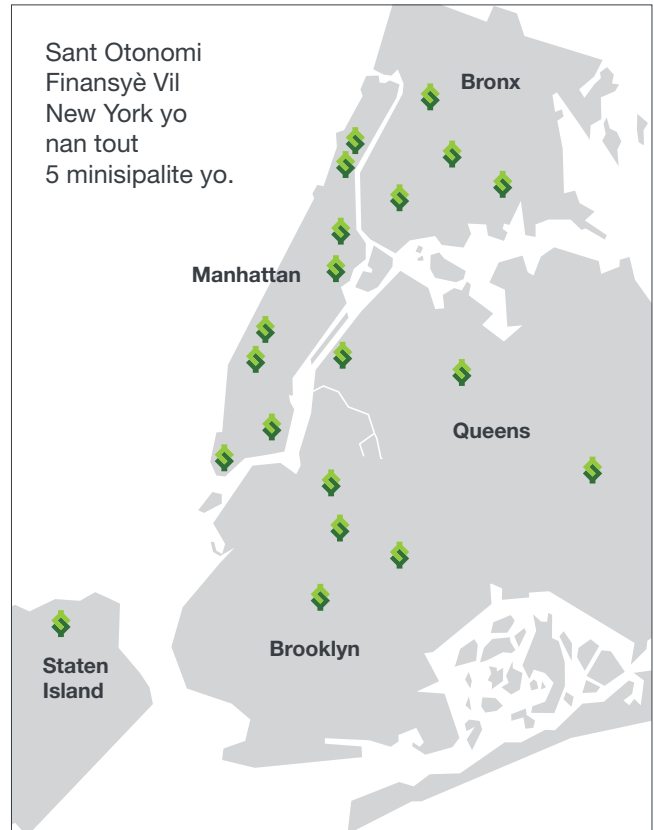 Sant Otonomi
Finansyè Vil
New York yo
nan tout
5 minisipalite yo.
Bronx
Manhattan
Queens
Brooklyn
Staten
Island